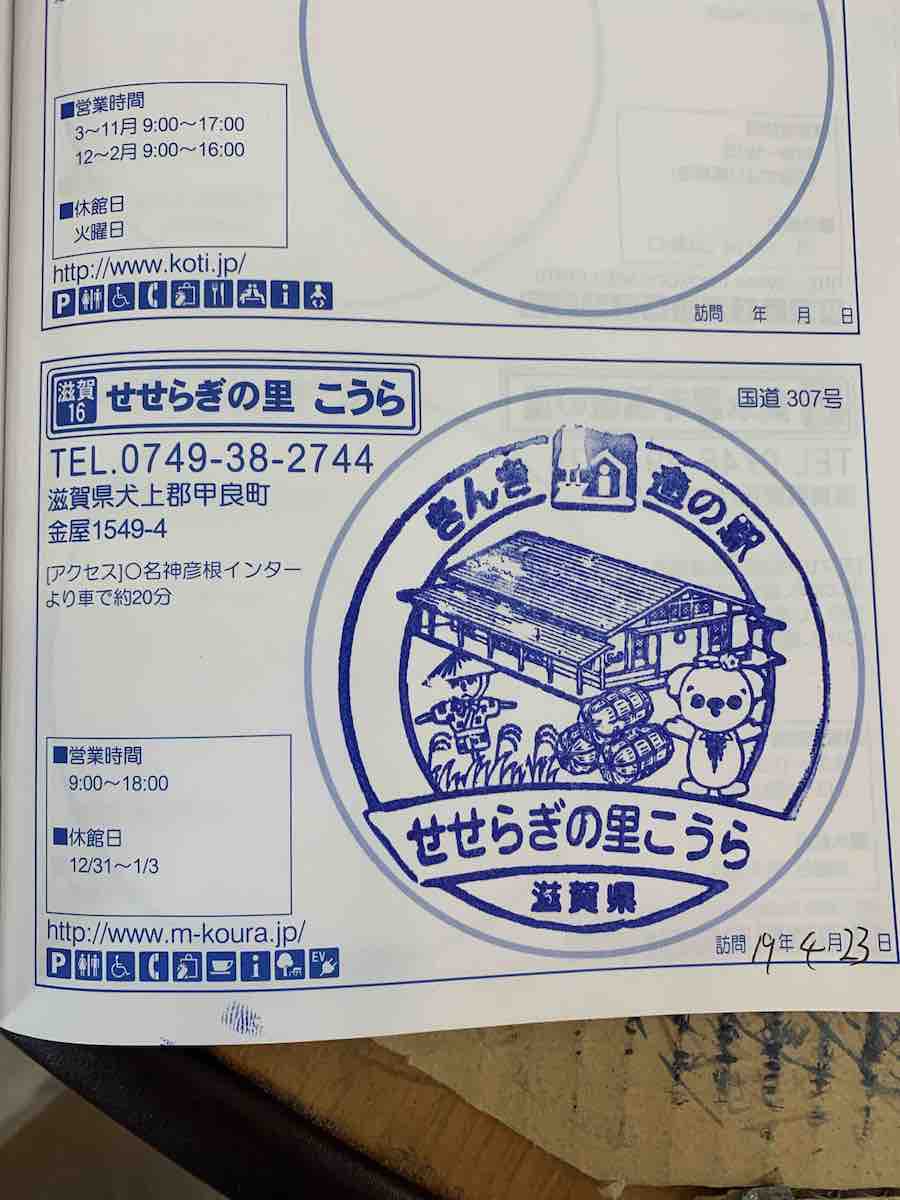 ■営業時間
3〜11月 9:00〜17:00
12〜2月 9:00〜16:00
■休館日
火曜日
http://www.koti.jp/
P
i
訪問 年 月 日
滋賀
16
せせらぎの里 こうら
国道 307号
TEL.0749-38-2744
滋賀県犬上郡甲良町
金屋1549-4
[アクセス]○名神彦根インター
より車で約20分
きんき 道の駅
せせらぎの里こうら
滋賀県
■営業時間
9:00〜18:00
■休館日
12/31〜1/3
http://www.m-koura.jp/
P
i
EV
訪問 19年 4月 23日